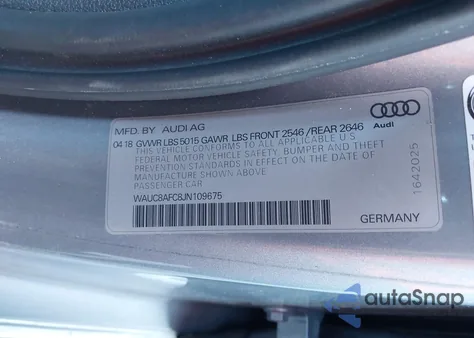 MFD. BY AUDI AG
04 18 GVWR LBS 5015 GAWR LBS FRONT 2546 /REAR 2646
THIS VEHICLE CONFORMS TO ALL APPLICABLE U.S.
FEDERAL MOTOR VEHICLE SAFETY, BUMPER AND THEFT
PREVENTION STANDARDS IN EFFECT ON THE DATE OF
MANUFACTURE SHOWN ABOVE.
PASSENGER CAR
WAUC8AFC8JN109675
1642025
GERMANY
autoSnap